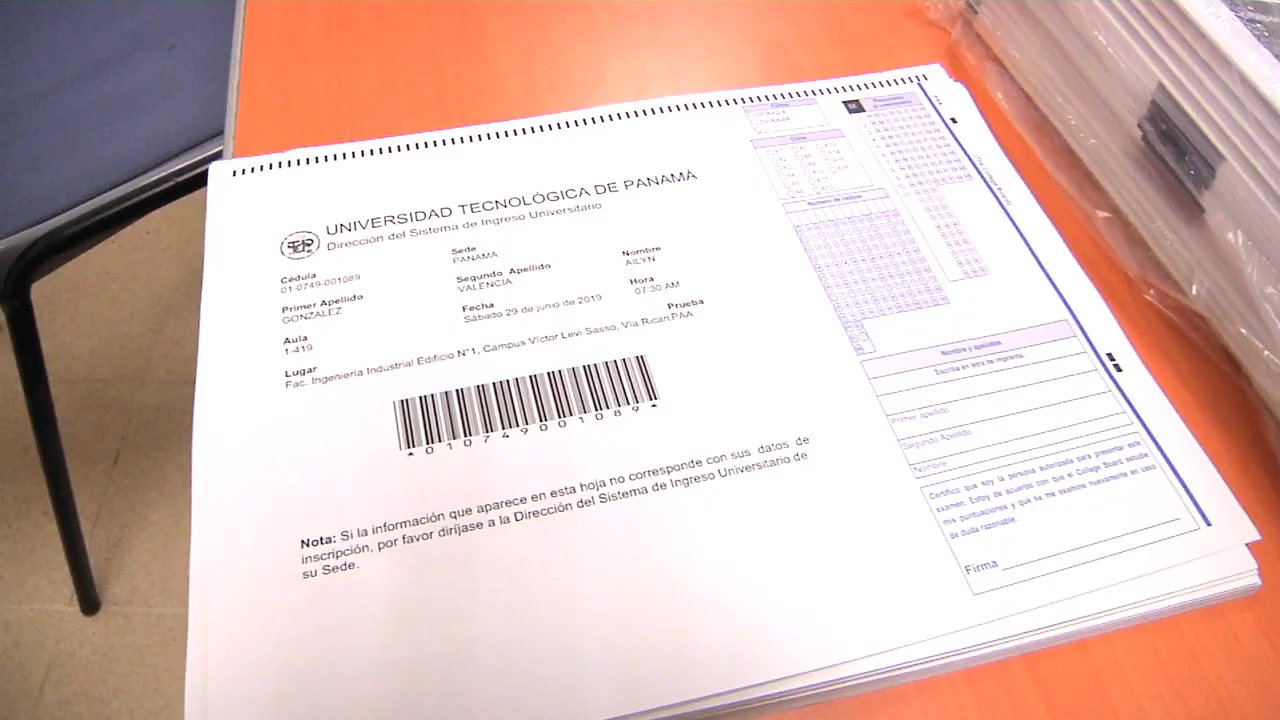 UNIVERSIDAD TECNOLÓGICA DE PANAMÁ
Dirección del Sistema de Ingreso Universitario
Sede
PANAMA
Cédula
01-0749-001089
Segundo Apellido
VALENCIA
Nombre
AILYN
Primer Apellido
GONZALEZ
Fecha
Sábado 29 de junio de 2019
Hora
07:30 AM
Aula
1-419
Prueba
PAA
Lugar
Fac. Ingeniería Industrial Edificio N°1, Campus Víctor Levi Sasso, Vía Ricar
*010749001089*
Nota: Si la información que aparece en esta hoja no corresponde con sus datos de
inscripción, por favor diríjase a la Dirección del Sistema de Ingreso Universitario de
su Sede.
Número de cédula
Nombre y apellidos
Escriba en letra de imprenta.
Primer apellido
Segundo Apellido
Nombre
Certifico que soy la persona autorizada para presentar este
examen. Estoy de acuerdo con que el College Board estudie
mis puntuaciones y que se me examine nuevamente en caso
de duda razonable.
Firma